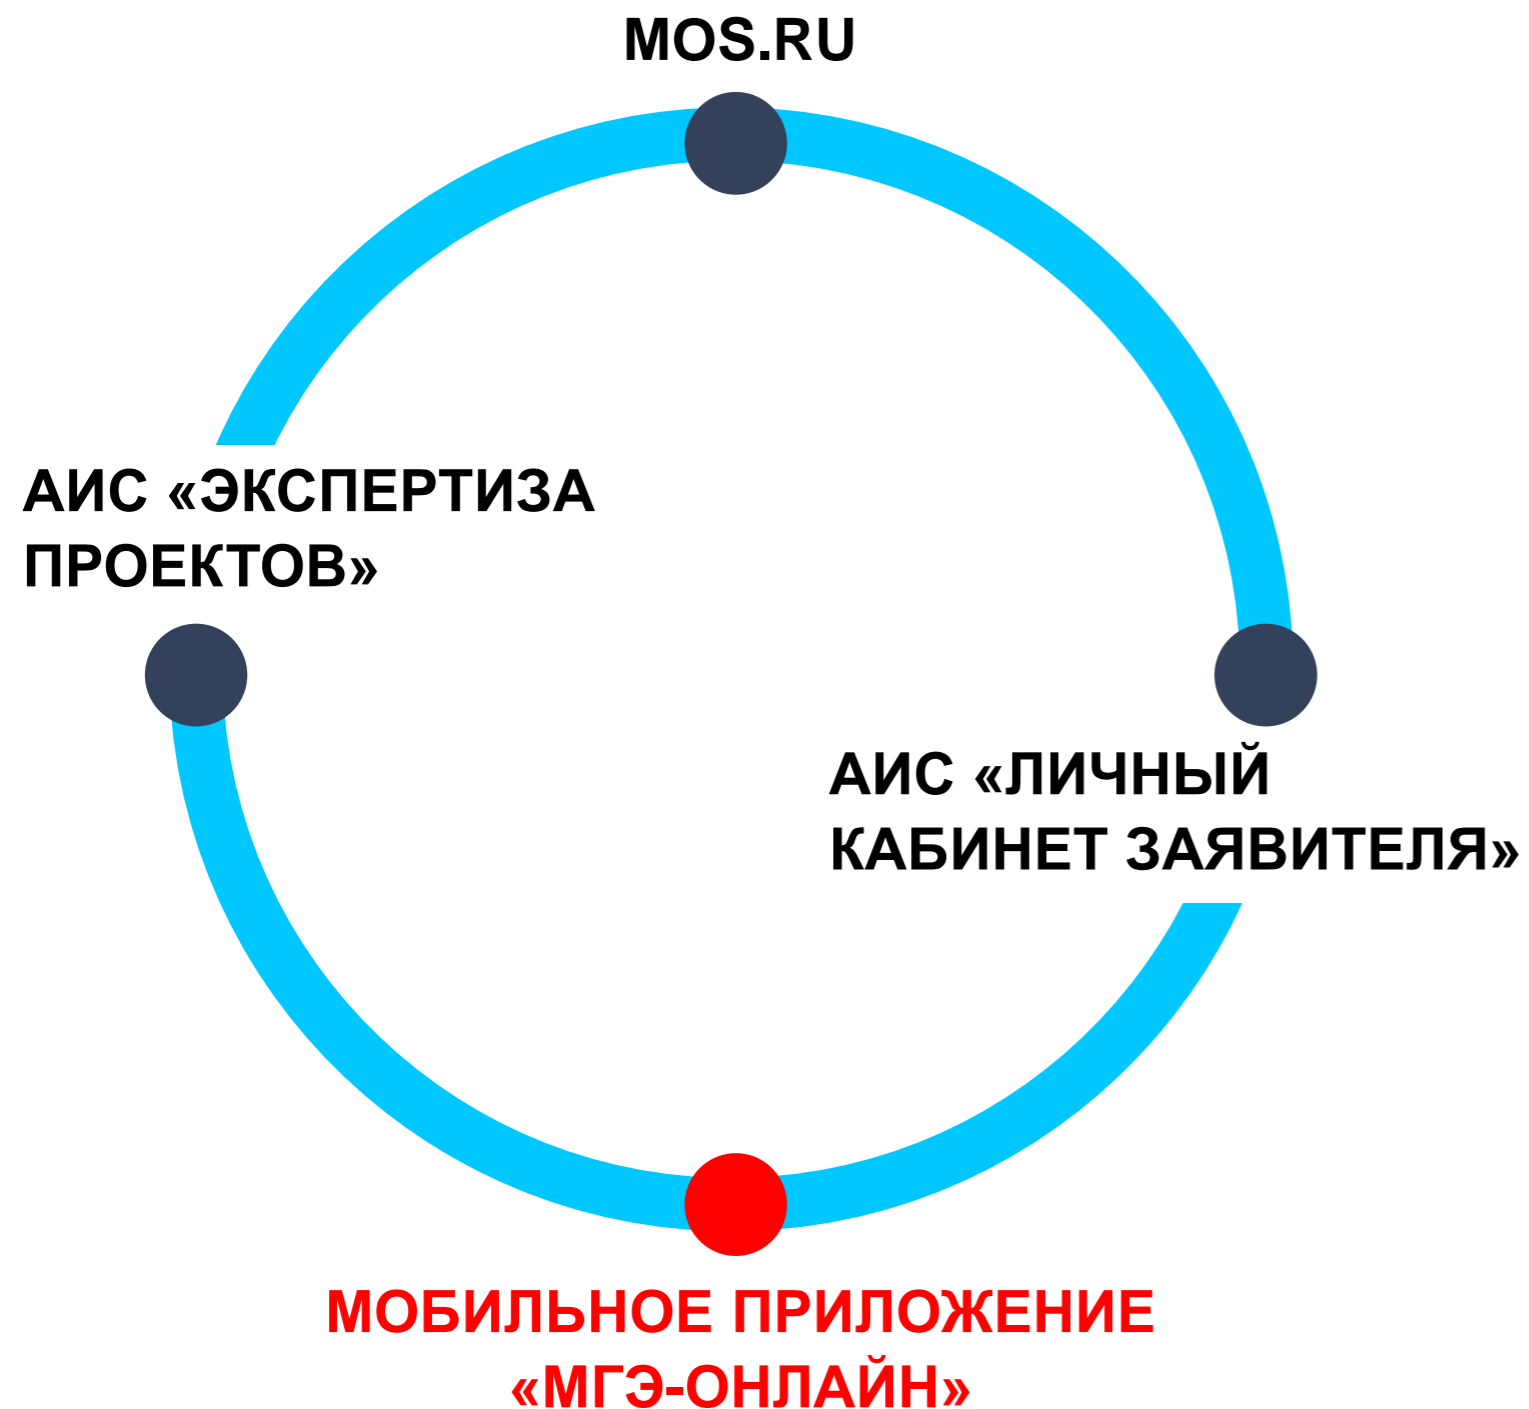 MOS.RU
АИС «ЭКСПЕРТИЗА
ПРОЕКТОВ»
АИС «ЛИЧНЫЙ
КАБИНЕТ ЗАЯВИТЕЛЯ»
МОБИЛЬНОЕ ПРИЛОЖЕНИЕ
«МГЭ-ОНЛАЙН»